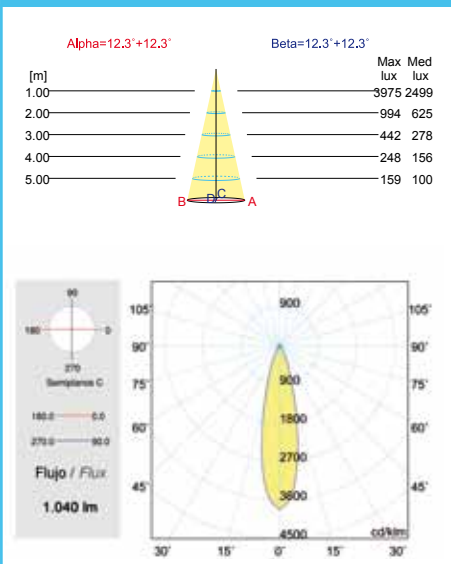 Alpha=12.3°+12.3° Beta=12.3°+12.3°
[m] Max lux Med lux
1.00 3975 2499
2.00 994 625
3.00 442 278
4.00 248 156
5.00 159 100
B D C A
90
180 0
270
Semiplanos C
180.0 0.0
270.0 90.0
Flujo / Flux
1.040 lm
105° 900 105°
90° 90°
75° 900 75°
60° 1800 60°
2700
45° 3600 45°
4500 cd/klm
30° 15° 0° 15° 30°